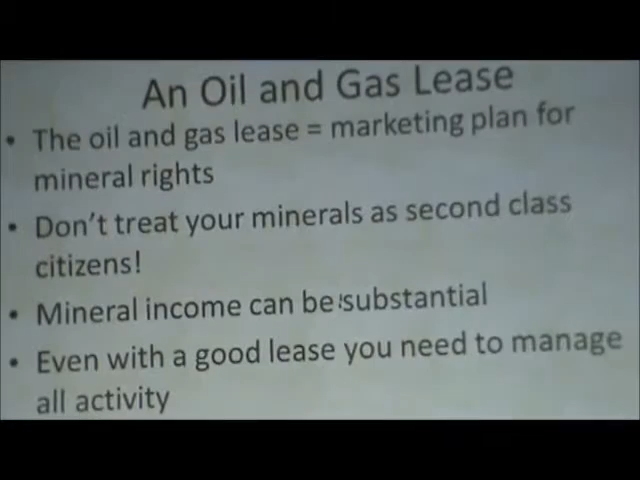 An Oil and Gas Lease
• The oil and gas lease = marketing plan for
mineral rights
• Don't treat your minerals as second class
citizens!
• Mineral income can be substantial
• Even with a good lease you need to manage
all activity